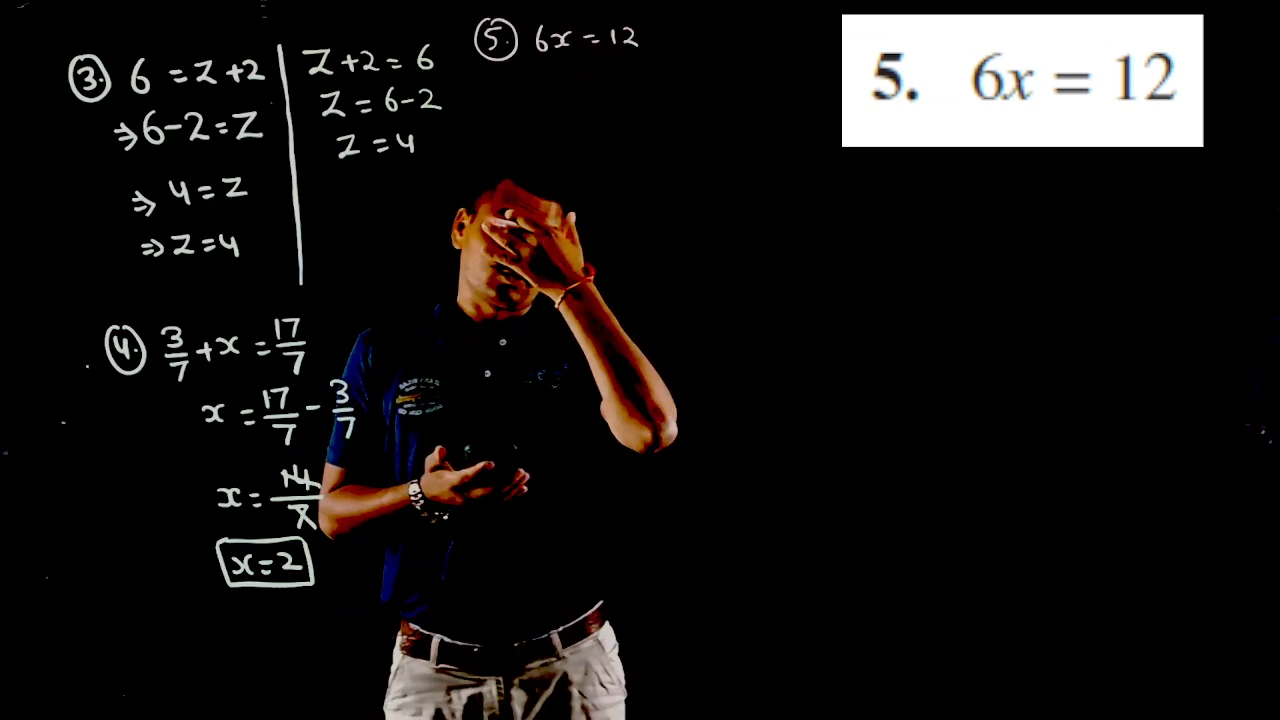 3. 6 = z + 2
⇒ 6 - 2 = z
⇒ 4 = z
⇒ z = 4
z + 2 = 6
z = 6 - 2
z = 4
4. 3/7 + x = 17/7
x = 17/7 - 3/7
x = 14/7
x = 2
5. 6x = 12
5. 6x = 12